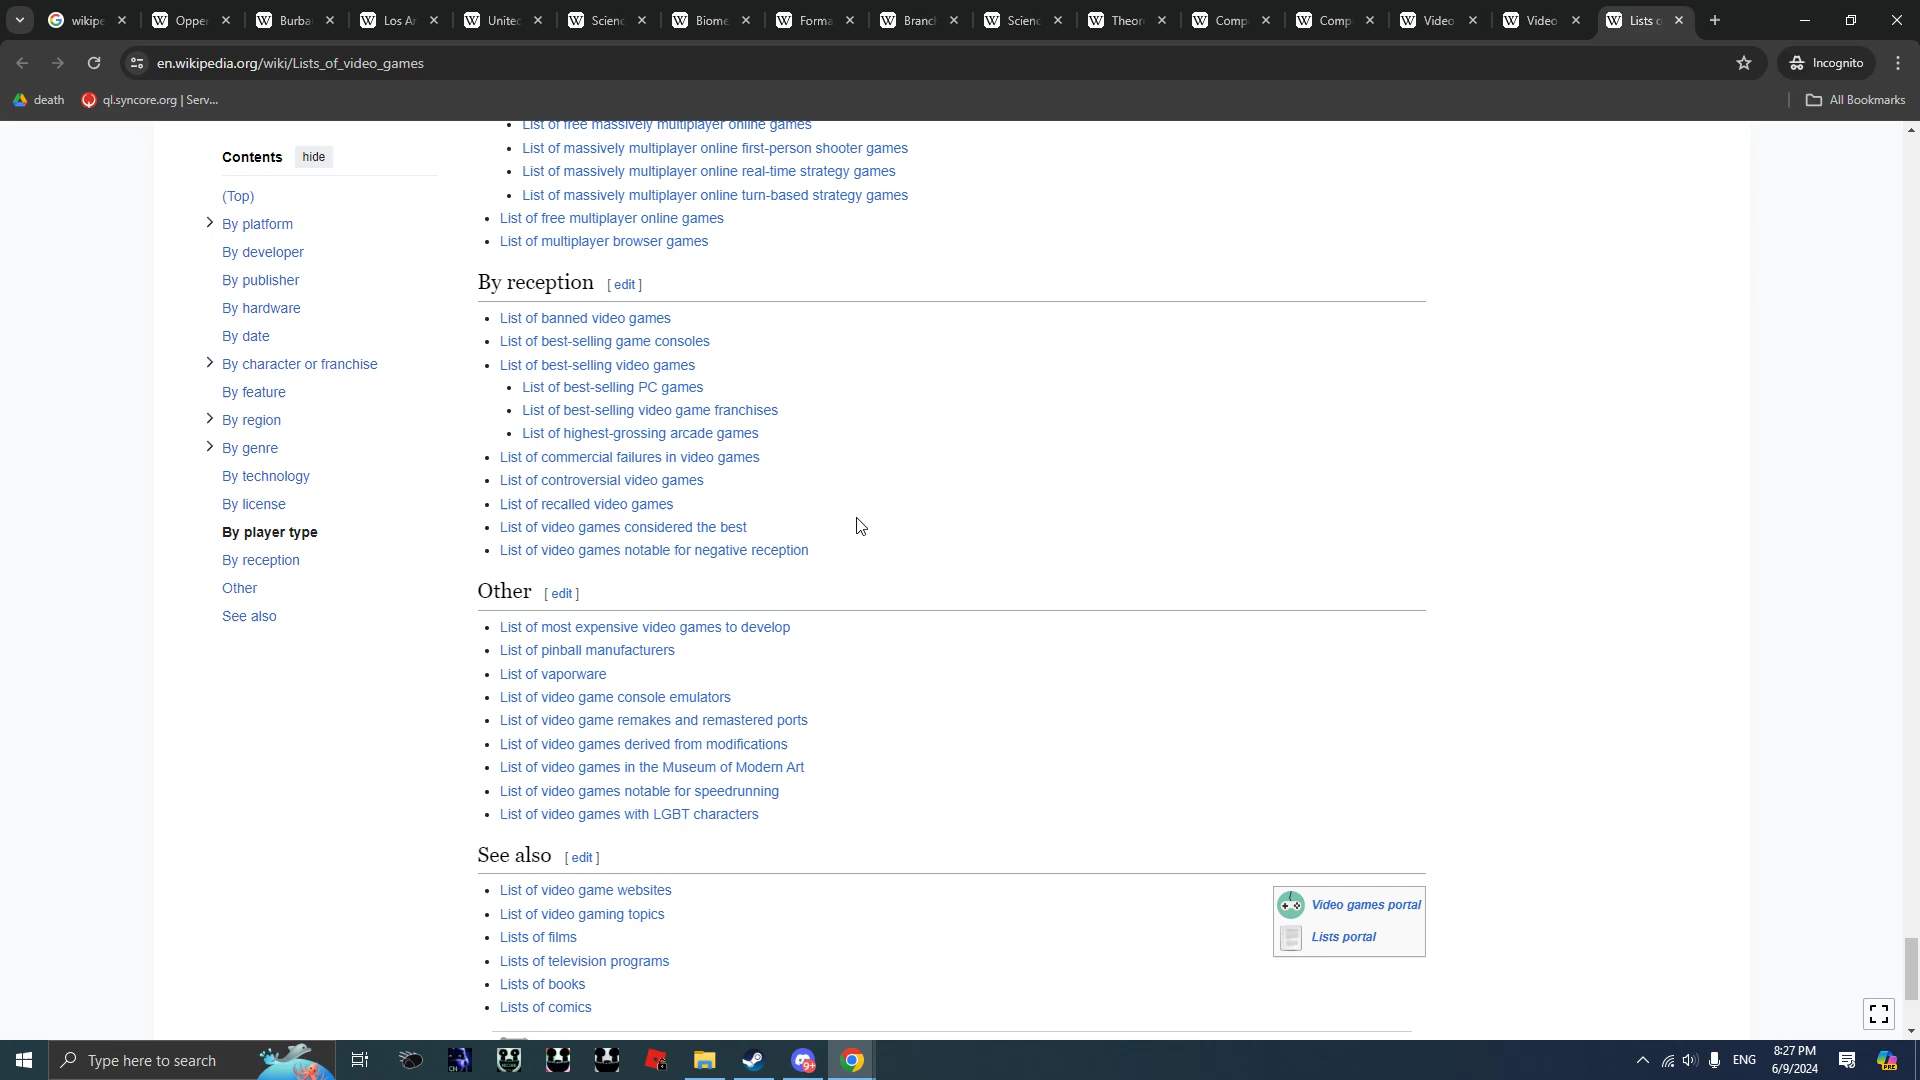 wikipe
Opper
Burba
Los Ar
United
Scienc
Biome
Forma
Branch
Scienc
Theor
Comp
Comp
Video
Video
Lists o
en.wikipedia.org/wiki/Lists_of_video_games
Incognito
death
ql.syncore.org | Serv...
All Bookmarks
Contents hide
(Top)
By platform
By developer
By publisher
By hardware
By date
By character or franchise
By feature
By region
By genre
By technology
By license
By player type
By reception
Other
See also
List of free massively multiplayer online games
List of massively multiplayer online first-person shooter games
List of massively multiplayer online real-time strategy games
List of massively multiplayer online turn-based strategy games
List of free multiplayer online games
List of multiplayer browser games
By reception [ edit ]
List of banned video games
List of best-selling game consoles
List of best-selling video games
List of best-selling PC games
List of best-selling video game franchises
List of highest-grossing arcade games
List of commercial failures in video games
List of controversial video games
List of recalled video games
List of video games considered the best
List of video games notable for negative reception
Other [ edit ]
List of most expensive video games to develop
List of pinball manufacturers
List of vaporware
List of video game console emulators
List of video game remakes and remastered ports
List of video games derived from modifications
List of video games in the Museum of Modern Art
List of video games notable for speedrunning
List of video games with LGBT characters
See also [ edit ]
List of video game websites
List of video gaming topics
Lists of films
Lists of television programs
Lists of books
Lists of comics
Video games portal
Lists portal
Type here to search
9+
ENG
8:27 PM
6/9/2024